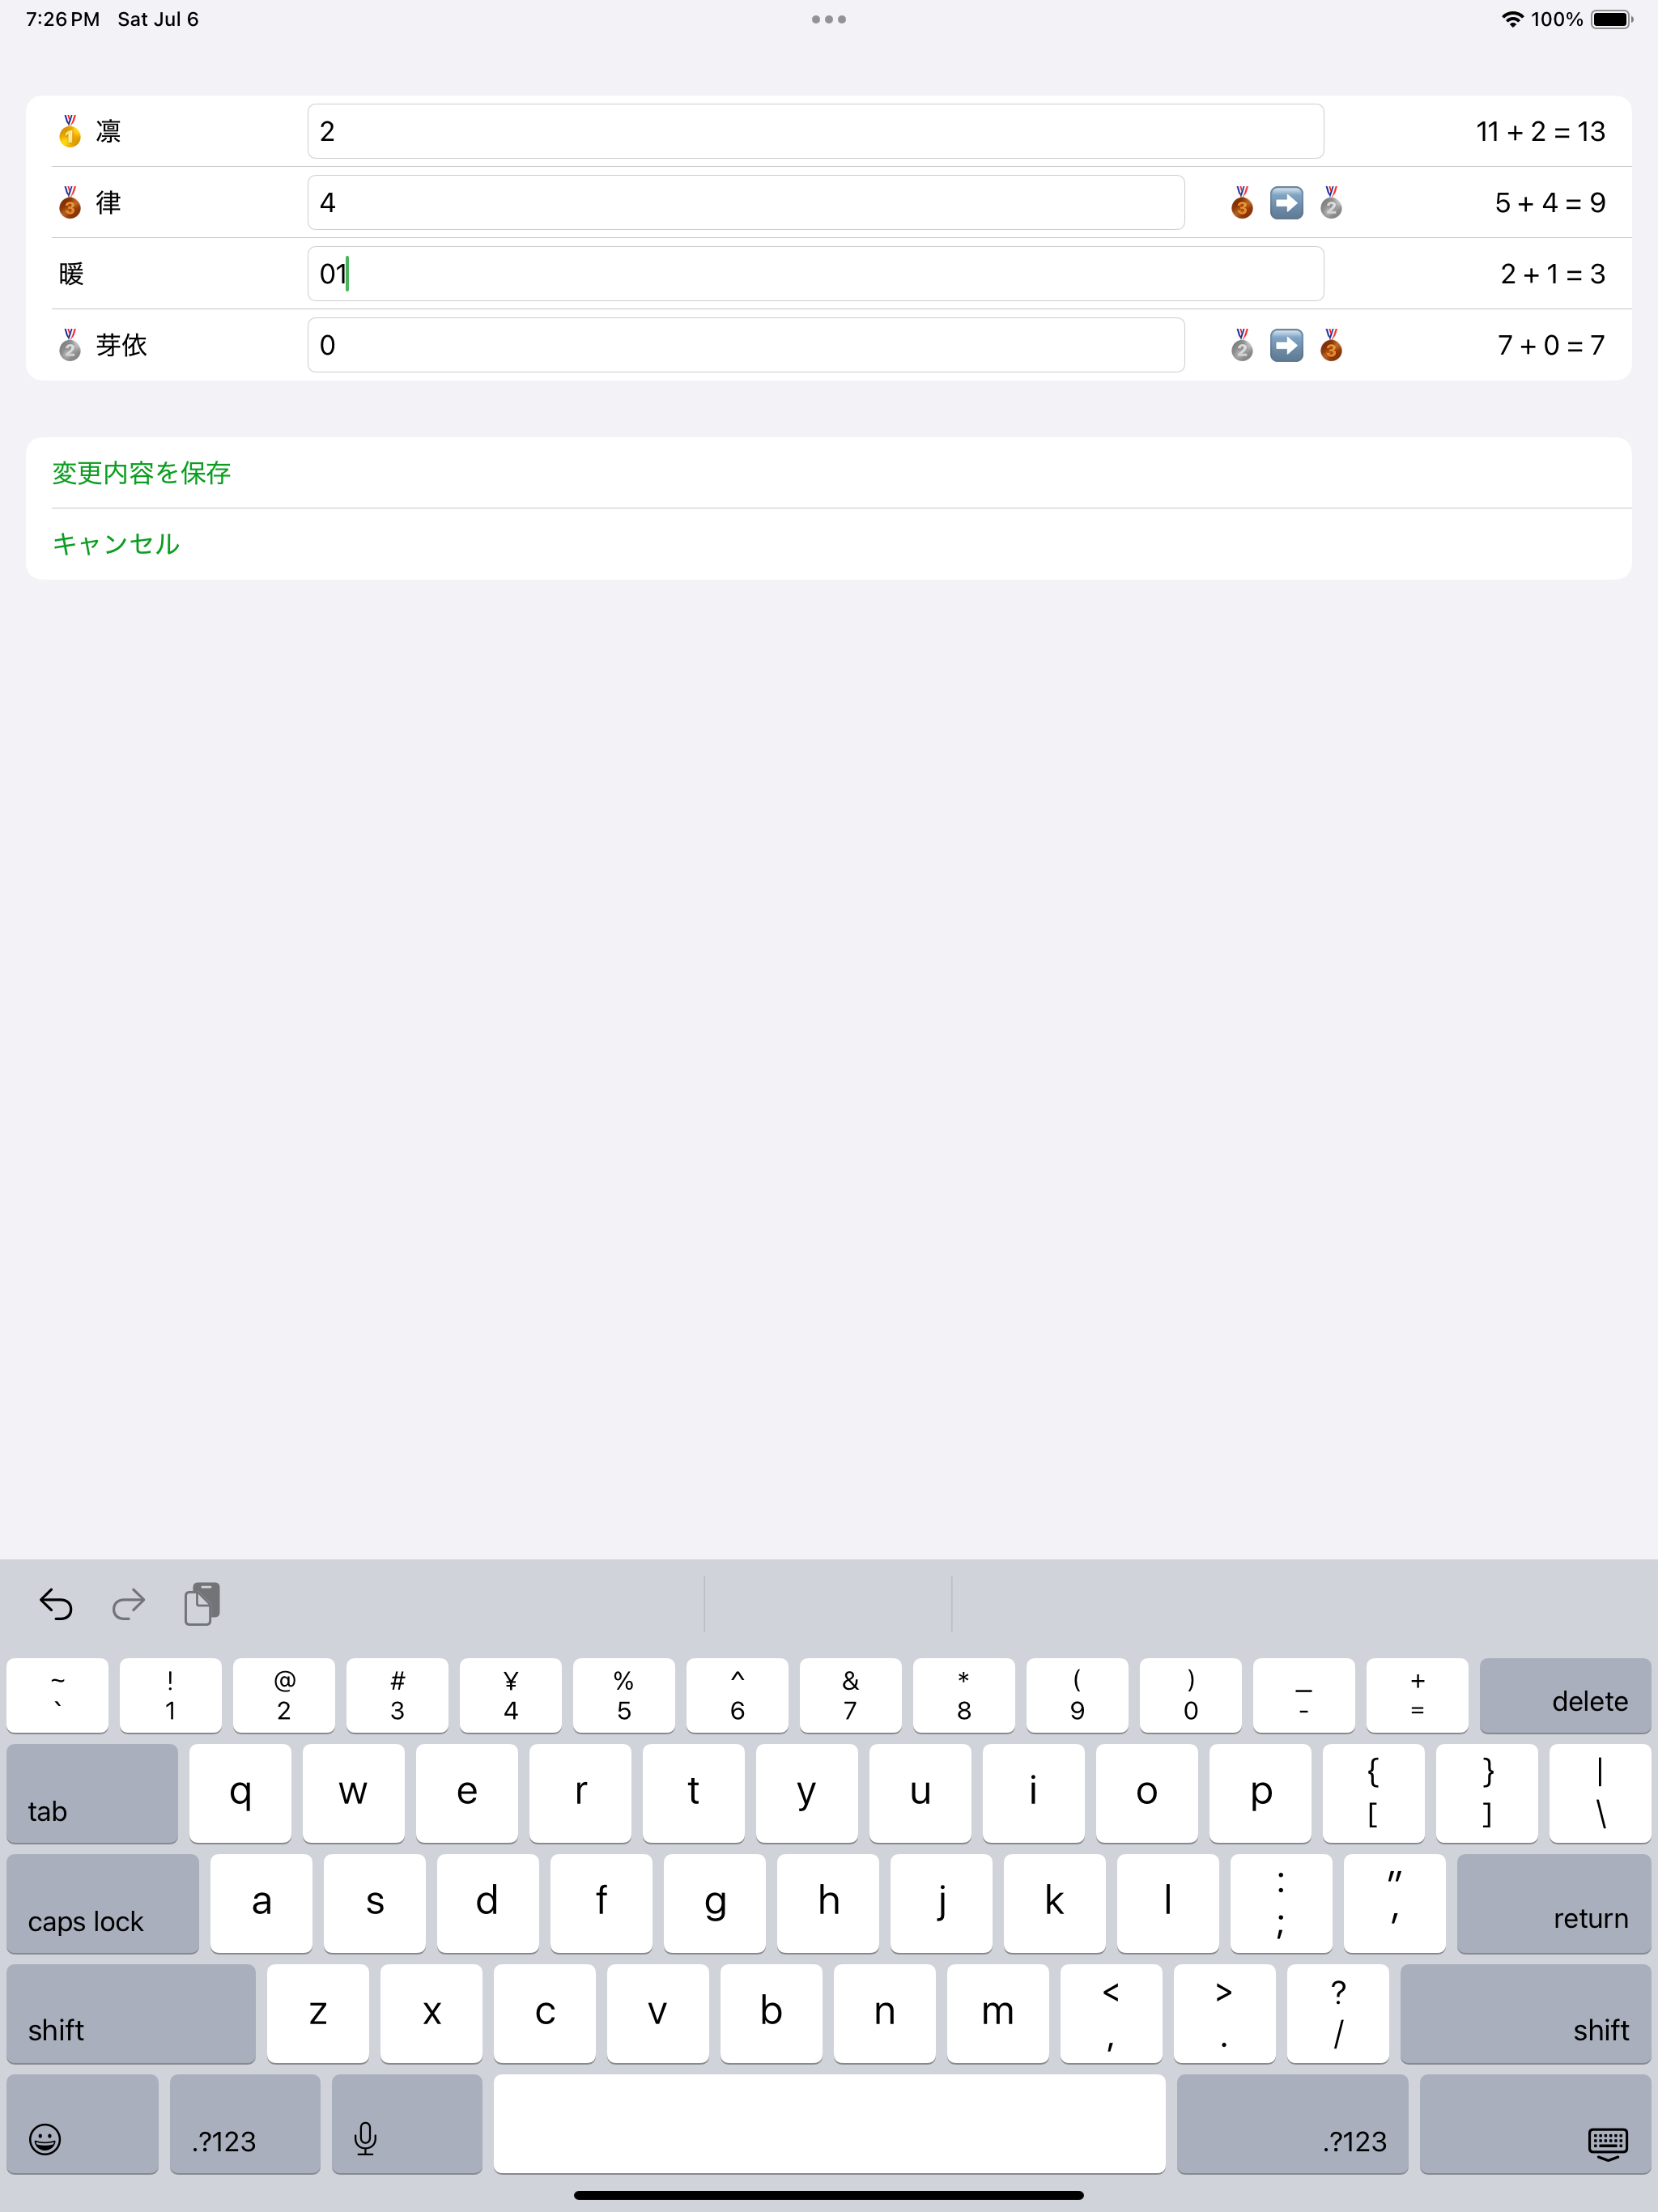 7:26 PM Sat Jul 6 100%
🥇 凛 2 11 + 2 = 13
🥉 律 4 🥉 ➡️ 🥈 5 + 4 = 9
暖 01 2 + 1 = 3
🥈 芽依 0 🥈 ➡️ 🥉 7 + 0 = 7
変更内容を保存
キャンセル
~ ! @ # ¥ % ^ & * ( ) _ +
` 1 2 3 4 5 6 7 8 9 0 - = delete
tab q w e r t y u i o p { [ } ] | \
caps lock a s d f g h j k l : ; " ' return
shift z x c v b n m < , > . ? / shift
.?123 .?123